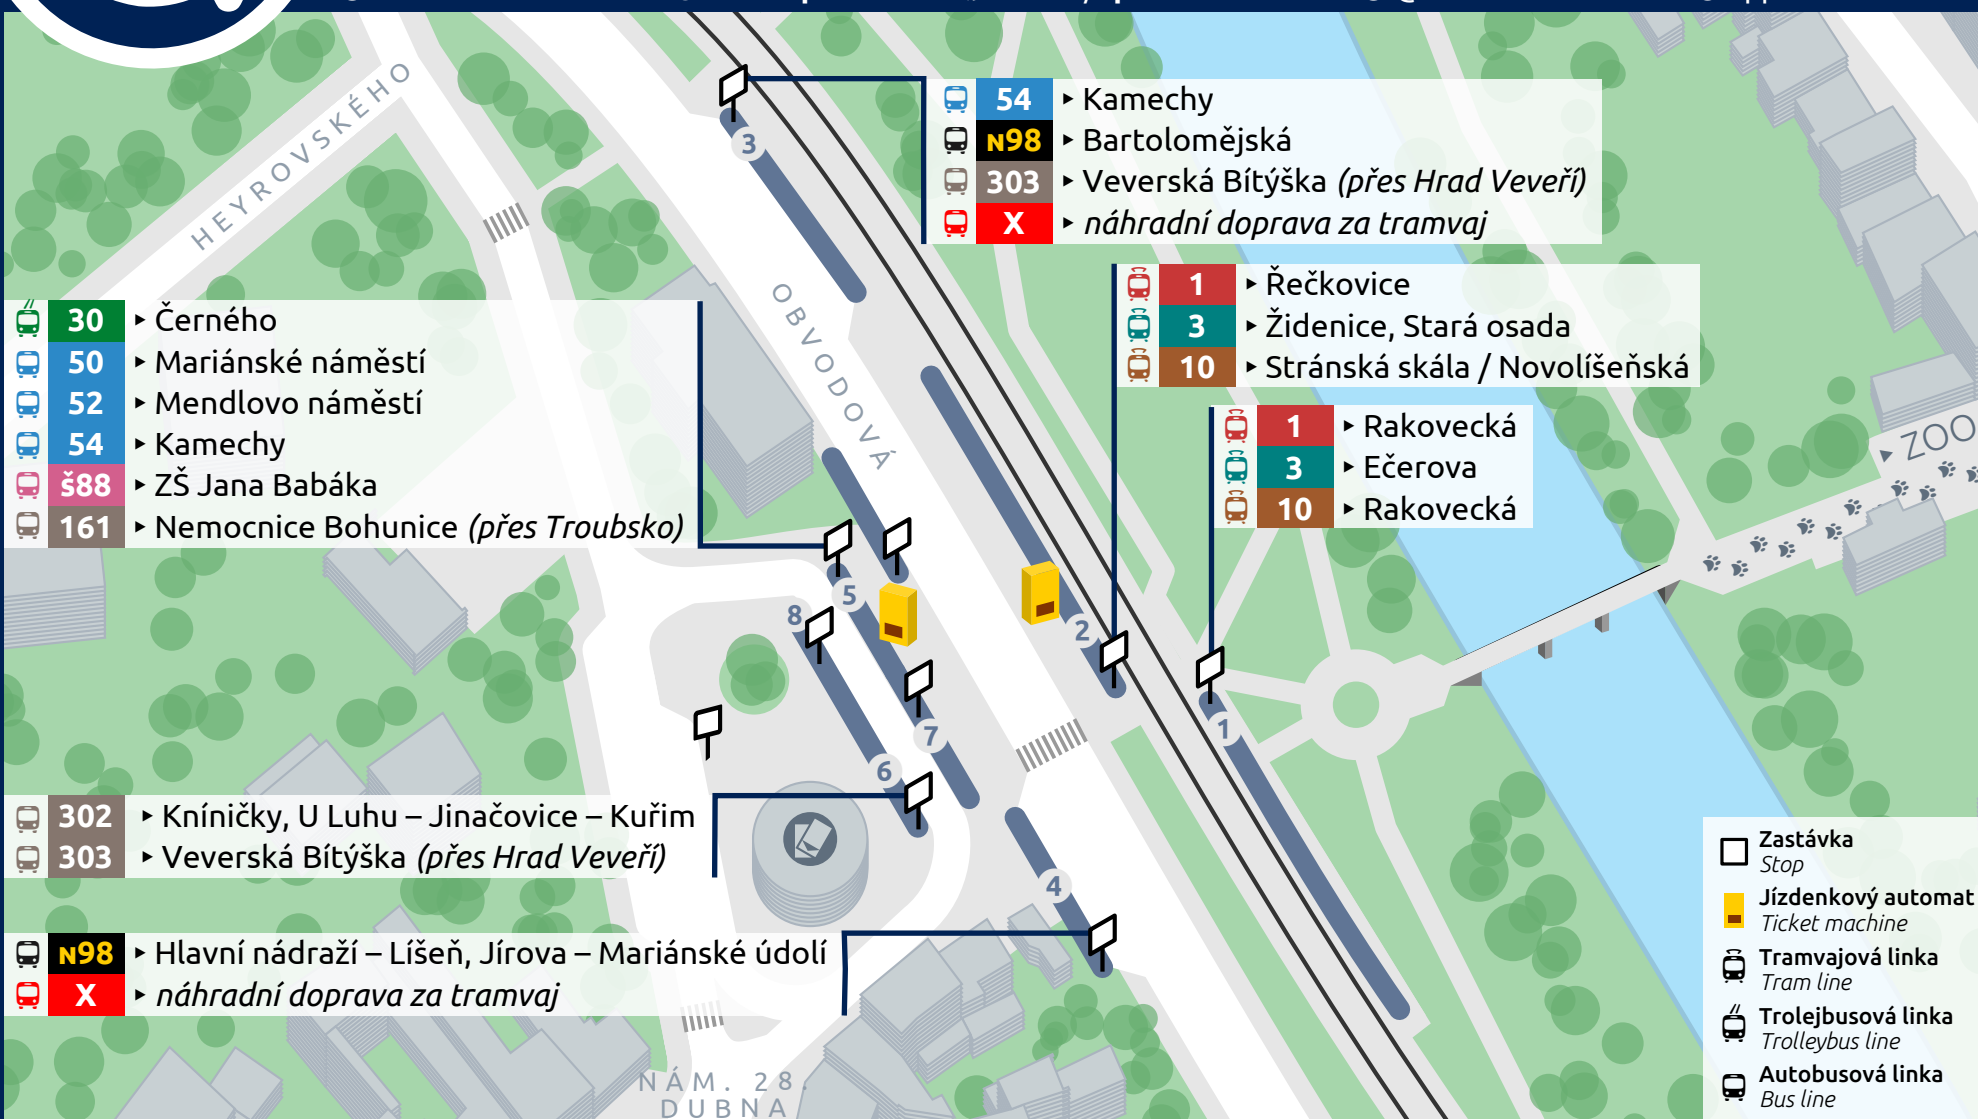 HEYROVSKÉHO
3
54 ‣ Kamechy
N98 ‣ Bartolomějská
303 ‣ Veverská Bítýška (přes Hrad Veveří)
X ‣ náhradní doprava za tramvaj
OBVODOVÁ
1 ‣ Řečkovice
3 ‣ Židenice, Stará osada
10 ‣ Stránská skála / Novolíšeňská
30 ‣ Černého
50 ‣ Mariánské náměstí
52 ‣ Mendlovo náměstí
54 ‣ Kamechy
š88 ‣ ZŠ Jana Babáka
161 ‣ Nemocnice Bohunice (přes Troubsko)
1 ‣ Rakovecká
3 ‣ Ečerova
10 ‣ Rakovecká
ZOO
5
8
2
7
1
6
302 ‣ Kníničky, U Luhu – Jinačovice – Kuřim
303 ‣ Veverská Bítýška (přes Hrad Veveří)
4
N98 ‣ Hlavní nádraží – Líšeň, Jírova – Mariánské údolí
X ‣ náhradní doprava za tramvaj
NÁM. 28.
DUBNA
Zastávka
Stop
Jízdenkový automat
Ticket machine
Tramvajová linka
Tram line
Trolejbusová linka
Trolleybus line
Autobusová linka
Bus line